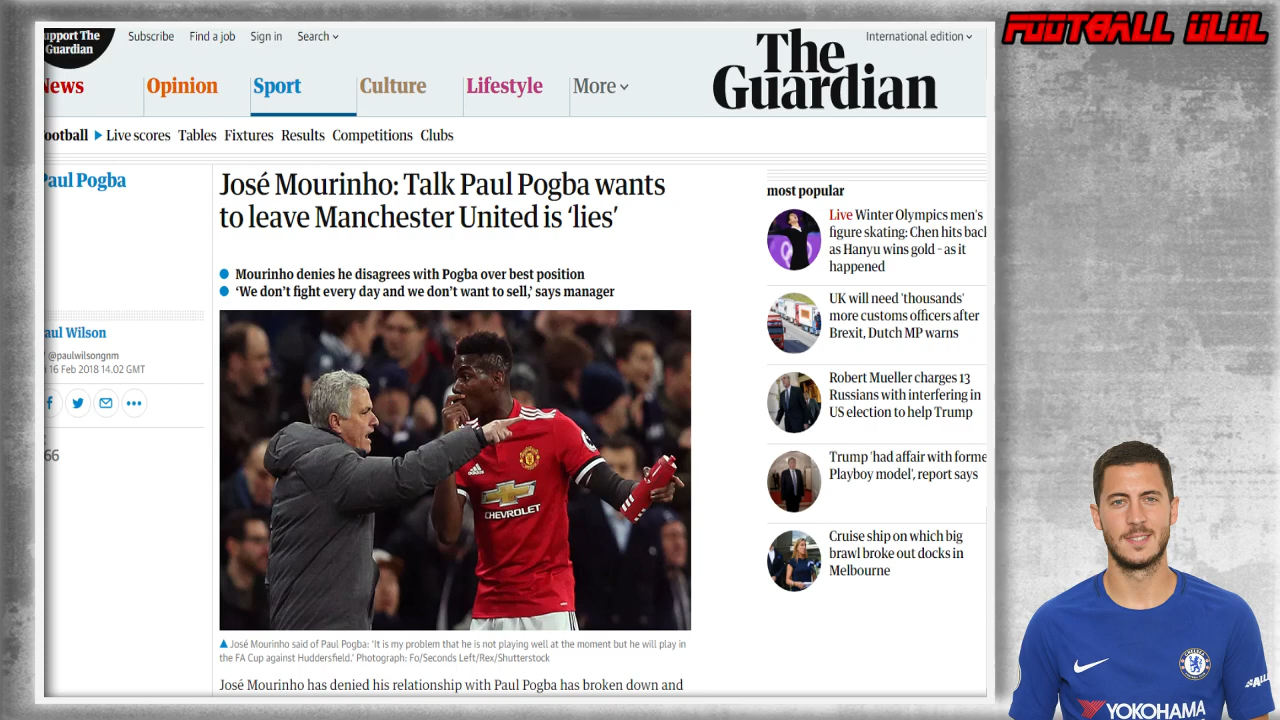 upport The
Guardian
Subscribe Find a job Sign in Search
International edition
The
Guardian
News Opinion Sport Culture Lifestyle More
ootball Live scores Tables Fixtures Results Competitions Clubs
Paul Pogba
aul Wilson
@paulwilsongnm
16 Feb 2018 14.02 GMT
66
José Mourinho: Talk Paul Pogba wants
to leave Manchester United is ‘lies’
Mourinho denies he disagrees with Pogba over best position
‘We don’t fight every day and we don’t want to sell,’ says manager
CHEVROLET
adidas
José Mourinho said of Paul Pogba: ‘It is my problem that he is not playing well at the moment but he will play in
the FA Cup against Huddersfield.’ Photograph: Fo/Seconds Left/Rex/Shutterstock
José Mourinho has denied his relationship with Paul Pogba has broken down and
most popular
Live Winter Olympics men's
figure skating: Chen hits back
as Hanyu wins gold – as it
happened
UK will need 'thousands'
more customs officers after
Brexit, Dutch MP warns
Robert Mueller charges 13
Russians with interfering in
US election to help Trump
Trump 'had affair with forme
Playboy model', report says
Cruise ship on which big
brawl broke out docks in
Melbourne
FOOTBALL ULUL
CHELSEA
YOKOHAMA